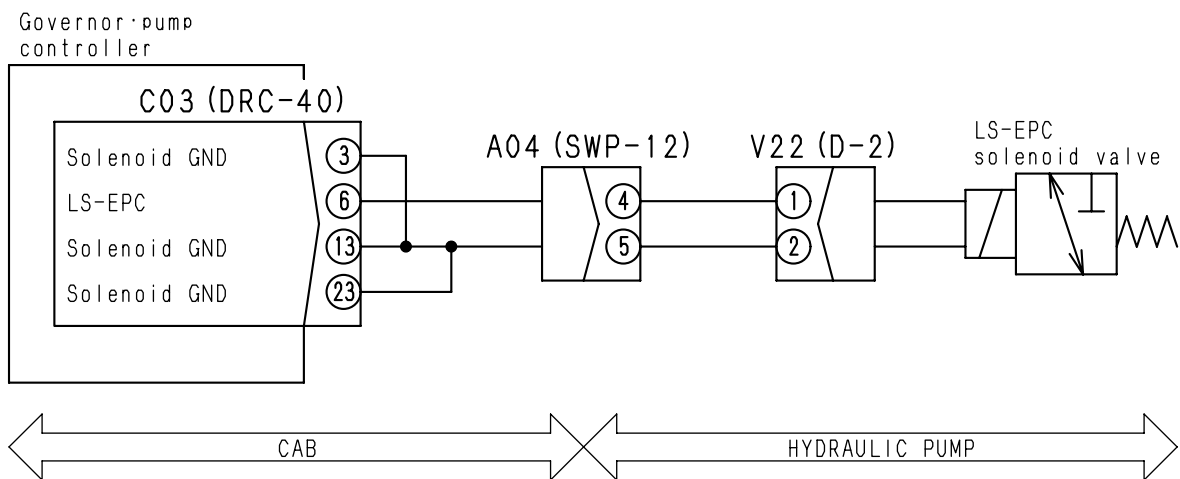 Governor·pump
controller
C03 (DRC-40)
Solenoid GND
3
LS-EPC
6
Solenoid GND
13
Solenoid GND
23
A04 (SWP-12)
4
5
V22 (D-2)
1
2
LS-EPC
solenoid valve
CAB
HYDRAULIC PUMP